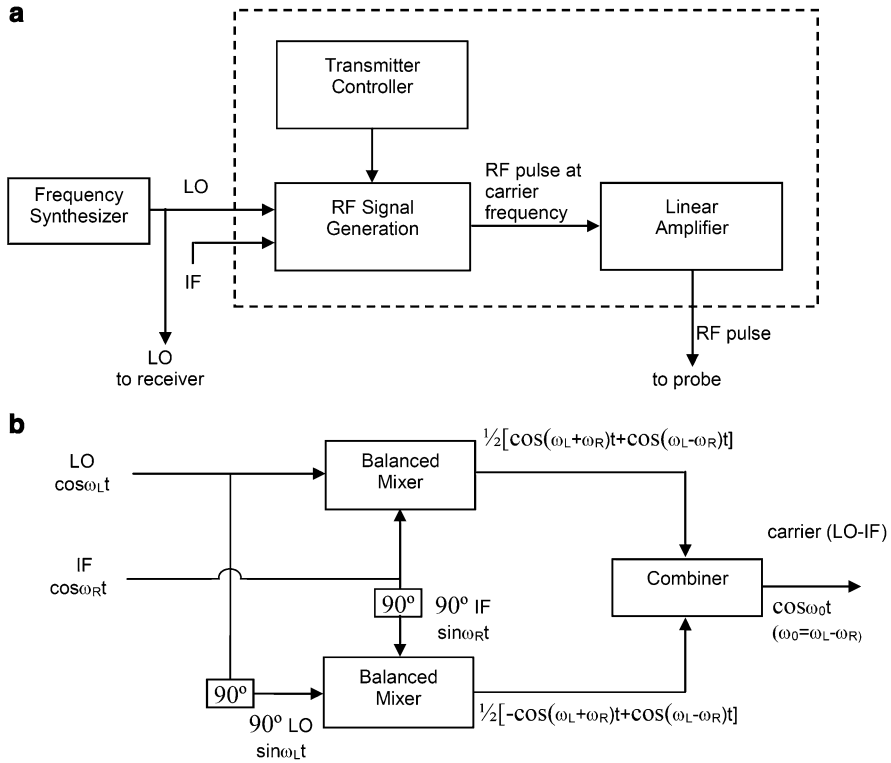 a
Transmitter
Controller
Frequency
Synthesizer
LO
RF Signal
Generation
RF pulse at
carrier
frequency
Linear
Amplifier
IF
LO
to receiver
RF pulse
to probe
b
LO
cosωLt
Balanced
Mixer
½[cos(ωL+ωR)t+cos(ωL-ωR)t]
IF
cosωRt
carrier (LO-IF)
Combiner
cosω0t
(ω0=ωL-ωR)
90º
90º IF
sinωRt
90º
90º LO
sinωLt
Balanced
Mixer
½[-cos(ωL+ωR)t+cos(ωL-ωR)t]